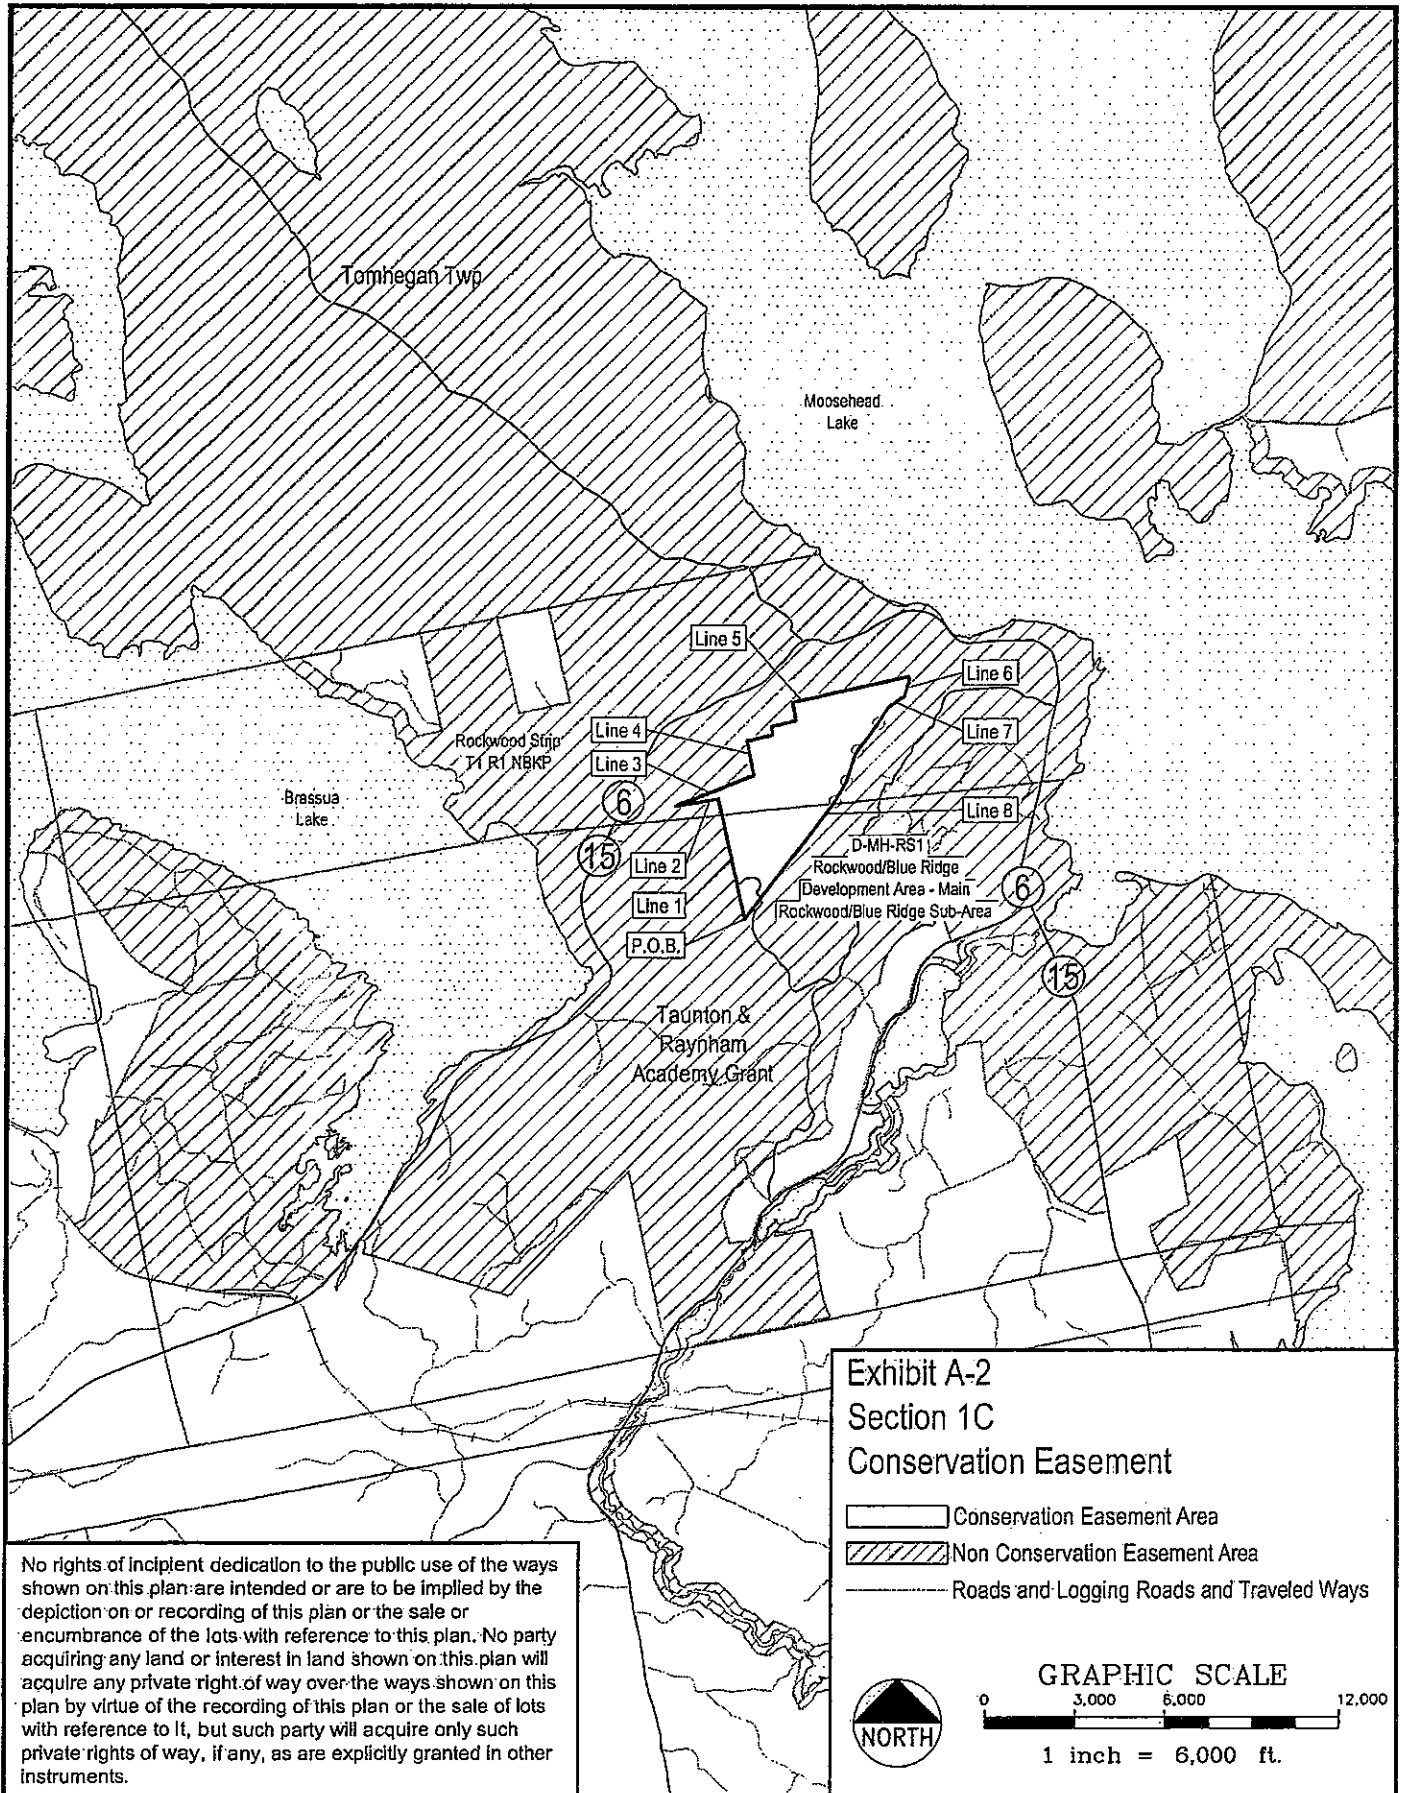 Tomhegan Twp
Moosehead
Lake
Line 5
Line 6
Line 4
Rockwood Strip
T1 R1 NBKP
Line 7
Line 3
6
Brassua
Lake
Line 8
15
D-MH-RS1
Line 2
Rockwood/Blue Ridge
Development Area - Main
6
Line 1
Rockwood/Blue Ridge Sub-Area
P.O.B.
15
Taunton &
Raynham
Academy Grant
Exhibit A-2
Section 1C
Conservation Easement
Conservation Easement Area
Non Conservation Easement Area
Roads and Logging Roads and Traveled Ways
GRAPHIC SCALE
0 3,000 6,000 12,000
NORTH
1 inch = 6,000 ft.
No rights of incipient dedication to the public use of the ways
shown on this plan are intended or are to be implied by the
depiction on or recording of this plan or the sale or
encumbrance of the lots with reference to this plan. No party
acquiring any land or interest in land shown on this plan will
acquire any private right of way over the ways shown on this
plan by virtue of the recording of this plan or the sale of lots
with reference to it, but such party will acquire only such
private rights of way, if any, as are explicitly granted in other
instruments.